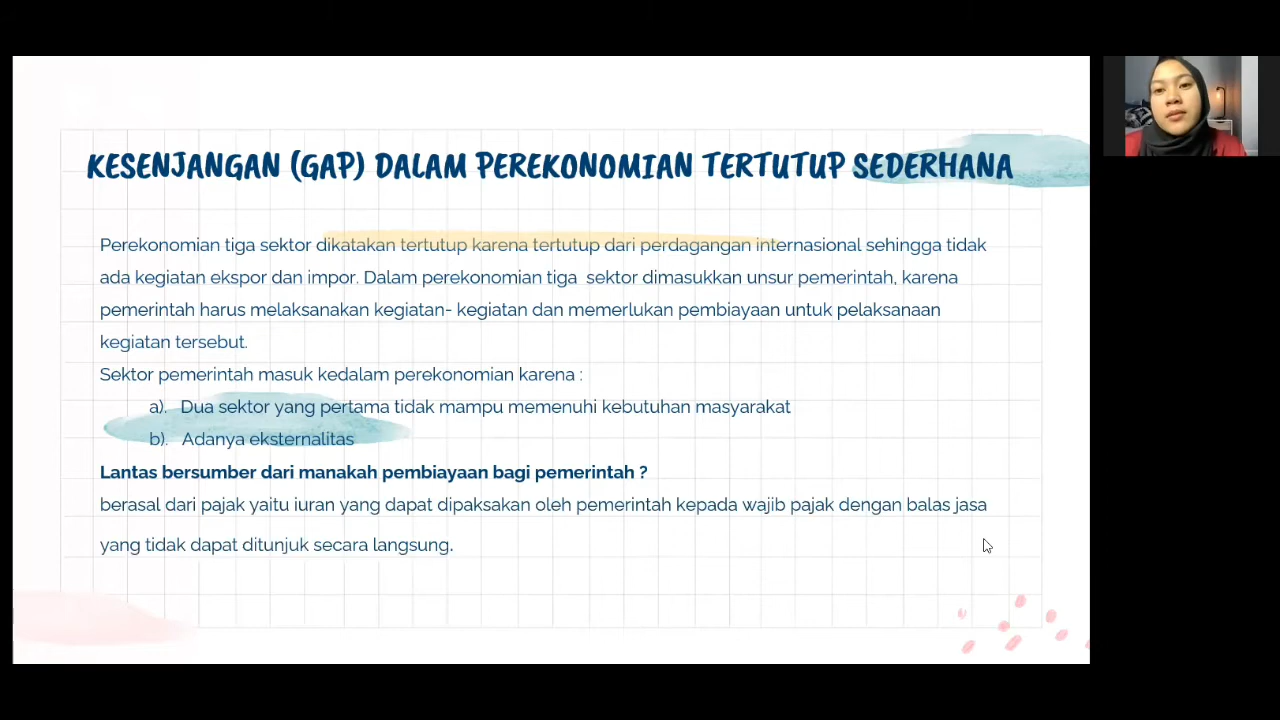 KESENJANGAN (GAP) DALAM PEREKONOMIAN TERTUTUP SEDERHANA
Perekonomian tiga sektor dikatakan tertutup karena tertutup dari perdagangan internasional sehingga tidak
ada kegiatan ekspor dan impor. Dalam perekonomian tiga sektor dimasukkan unsur pemerintah, karena
pemerintah harus melaksanakan kegiatan- kegiatan dan memerlukan pembiayaan untuk pelaksanaan
kegiatan tersebut.
Sektor pemerintah masuk kedalam perekonomian karena :
a). Dua sektor yang pertama tidak mampu memenuhi kebutuhan masyarakat
b). Adanya eksternalitas
Lantas bersumber dari manakah pembiayaan bagi pemerintah ?
berasal dari pajak yaitu iuran yang dapat dipaksakan oleh pemerintah kepada wajib pajak dengan balas jasa
yang tidak dapat ditunjuk secara langsung.